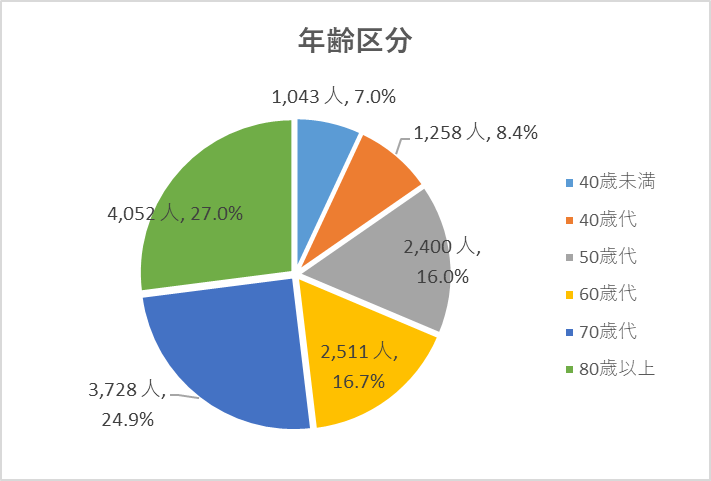 年齢区分
1,043 人, 7.0%
1,258 人, 8.4%
2,400 人,
16.0%
2,511 人,
16.7%
3,728 人,
24.9%
4,052 人, 27.0%
40歳未満
40歳代
50歳代
60歳代
70歳代
80歳以上